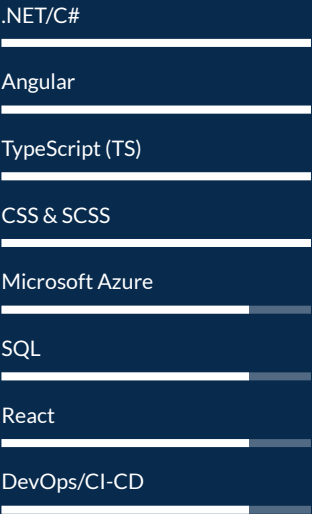 .NET/C#
Angular
TypeScript (TS)
CSS & SCSS
Microsoft Azure
SQL
React
DevOps/CI-CD